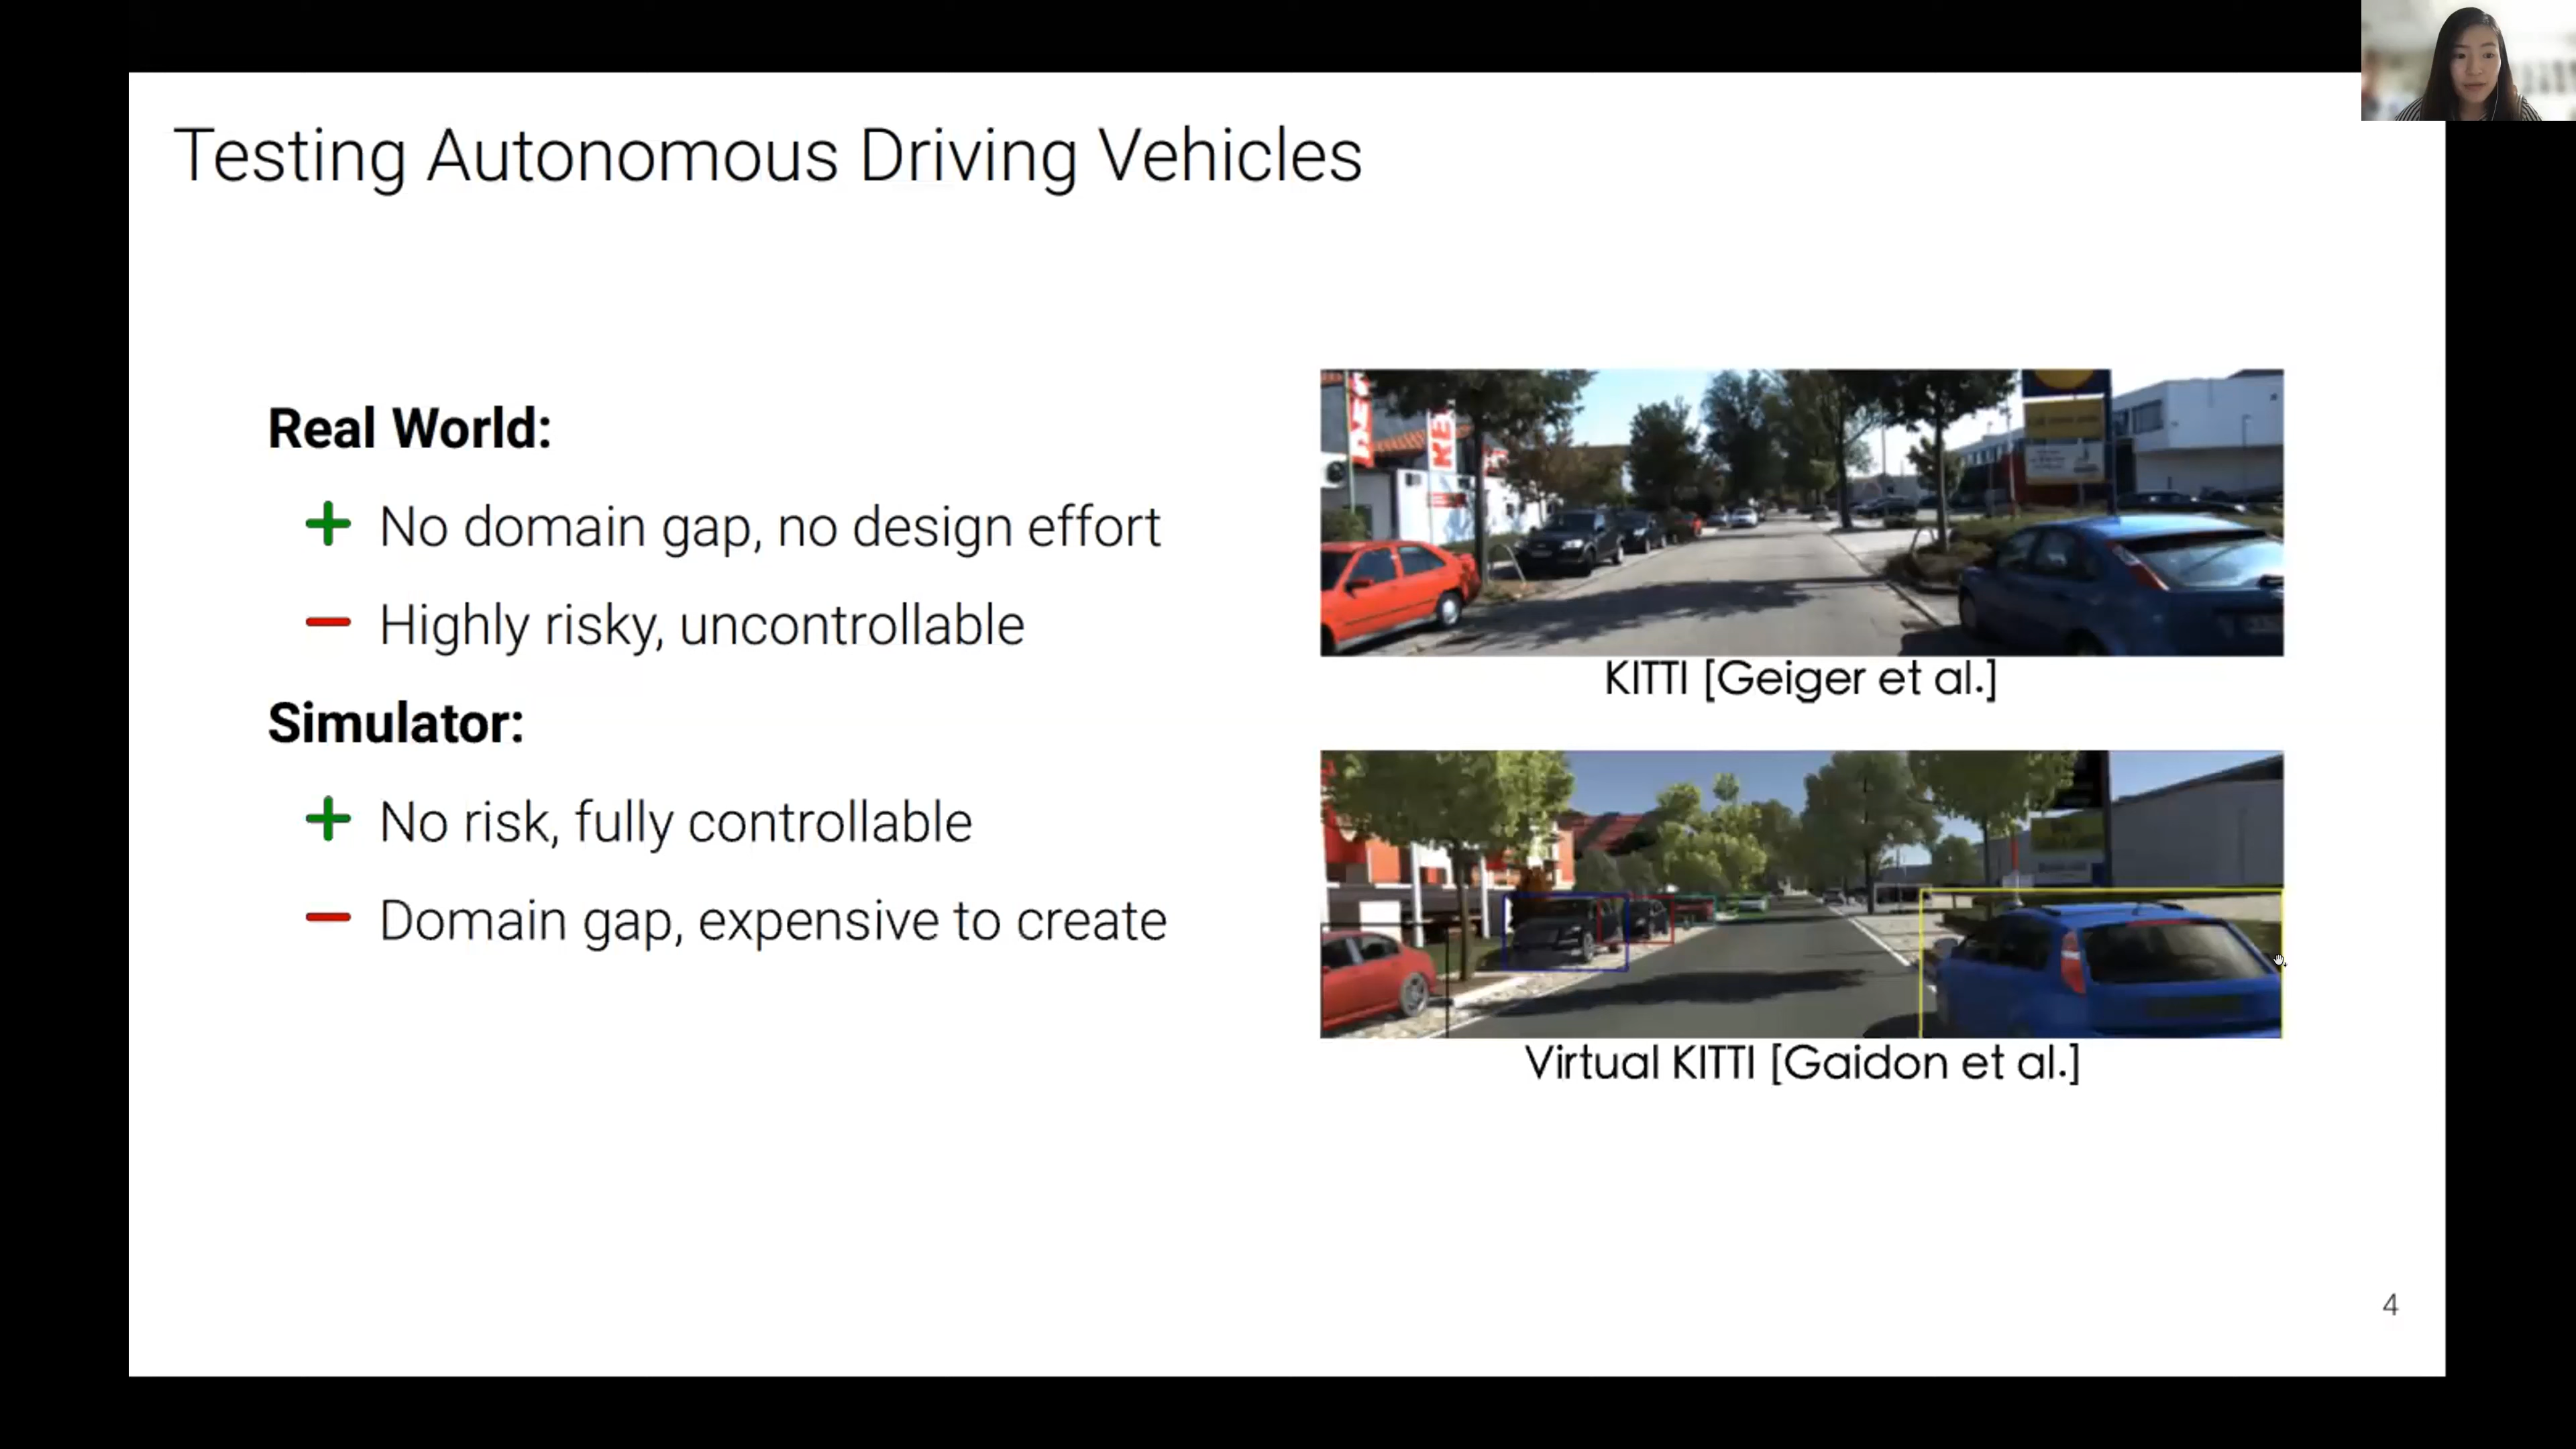 Testing Autonomous Driving Vehicles
Real World:
+ No domain gap, no design effort
− Highly risky, uncontrollable
Simulator:
+ No risk, fully controllable
− Domain gap, expensive to create
KITTI [Geiger et al.]
Virtual KITTI [Gaidon et al.]
4